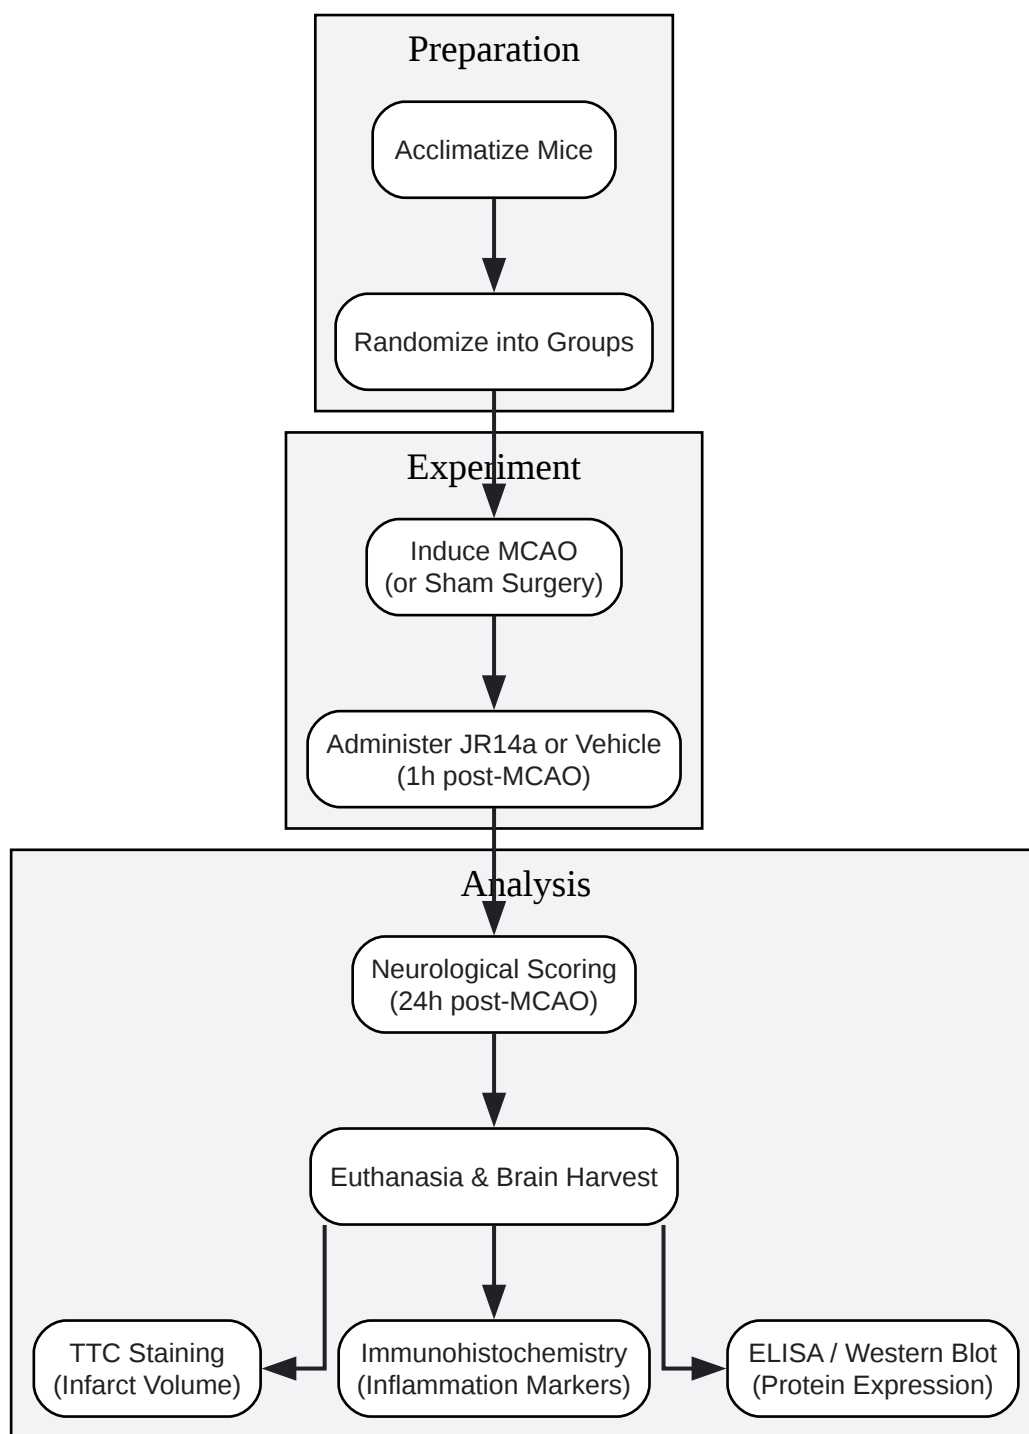 Preparation
Acclimatize Mice
Randomize into Groups
Experiment
Induce MCAO
(or Sham Surgery)
Administer JR14a or Vehicle
(1h post-MCAO)
Analysis
Neurological Scoring
(24h post-MCAO)
Euthanasia & Brain Harvest
TTC Staining
(Infarct Volume)
Immunohistochemistry
(Inflammation Markers)
ELISA / Western Blot
(Protein Expression)